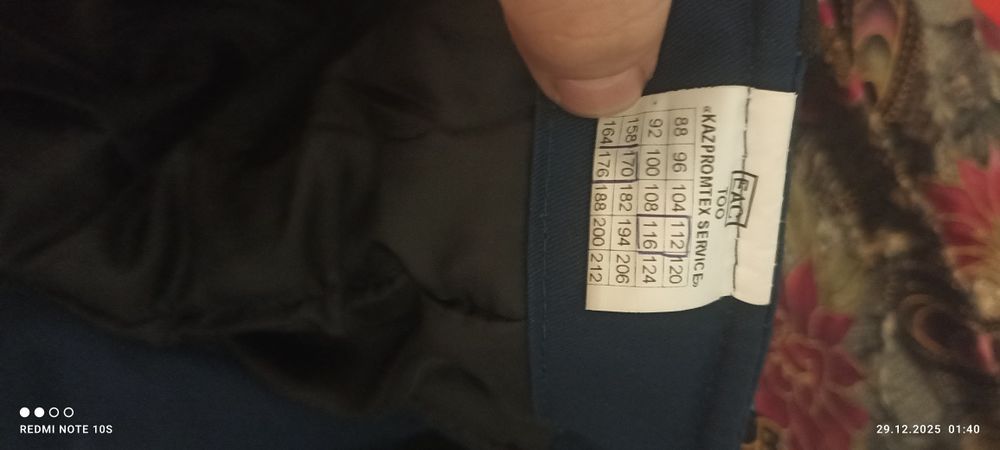 EAC
ТОО
«KAZPROMTEX SERVICE»
88 96 104 112 120
92 100 108 116 124
158 170 182 194 206
164 176 188 200 212
REDMI NOTE 10S
29.12.2025 01:40